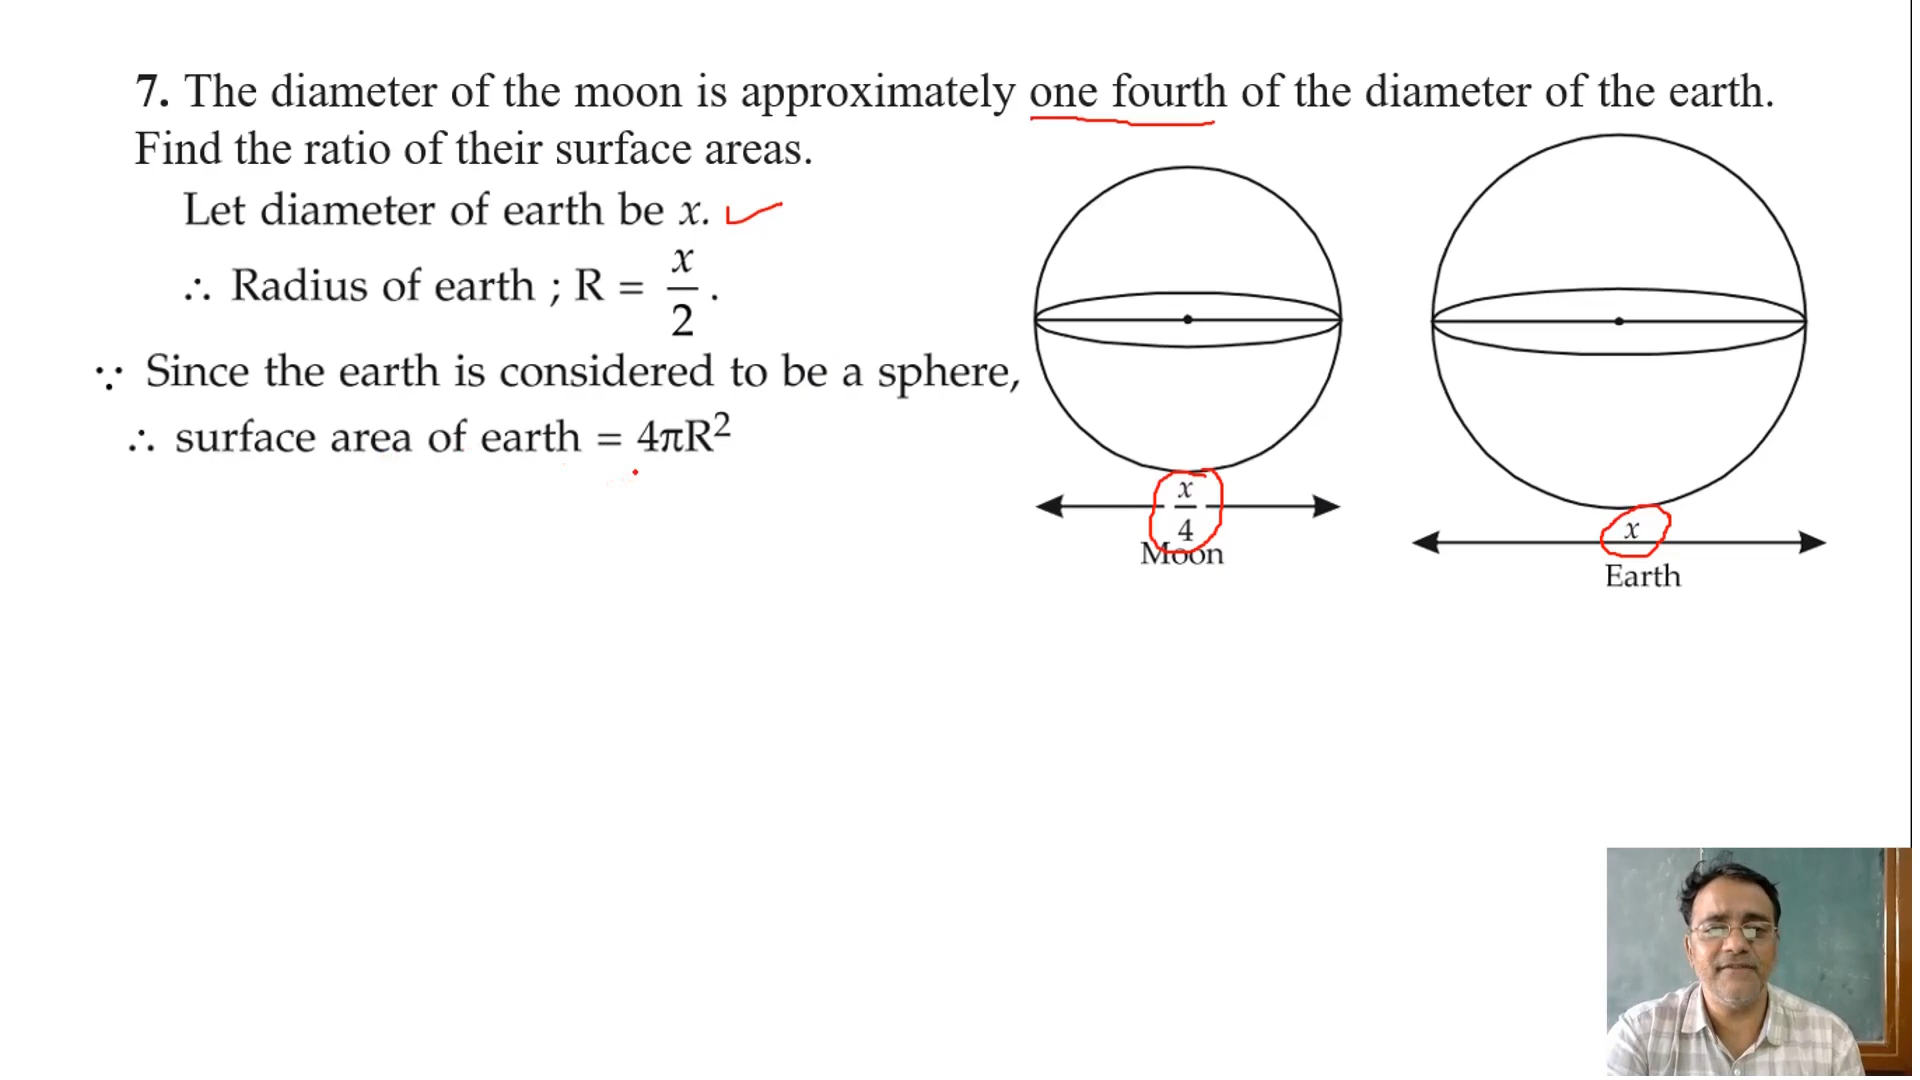 7. The diameter of the moon is approximately one fourth of the diameter of the earth.
Find the ratio of their surface areas.
Let diameter of earth be x.
∴ Radius of earth ; R = x/2 .
∵ Since the earth is considered to be a sphere,
∴ surface area of earth = 4πR²
x/4
Moon
x
Earth